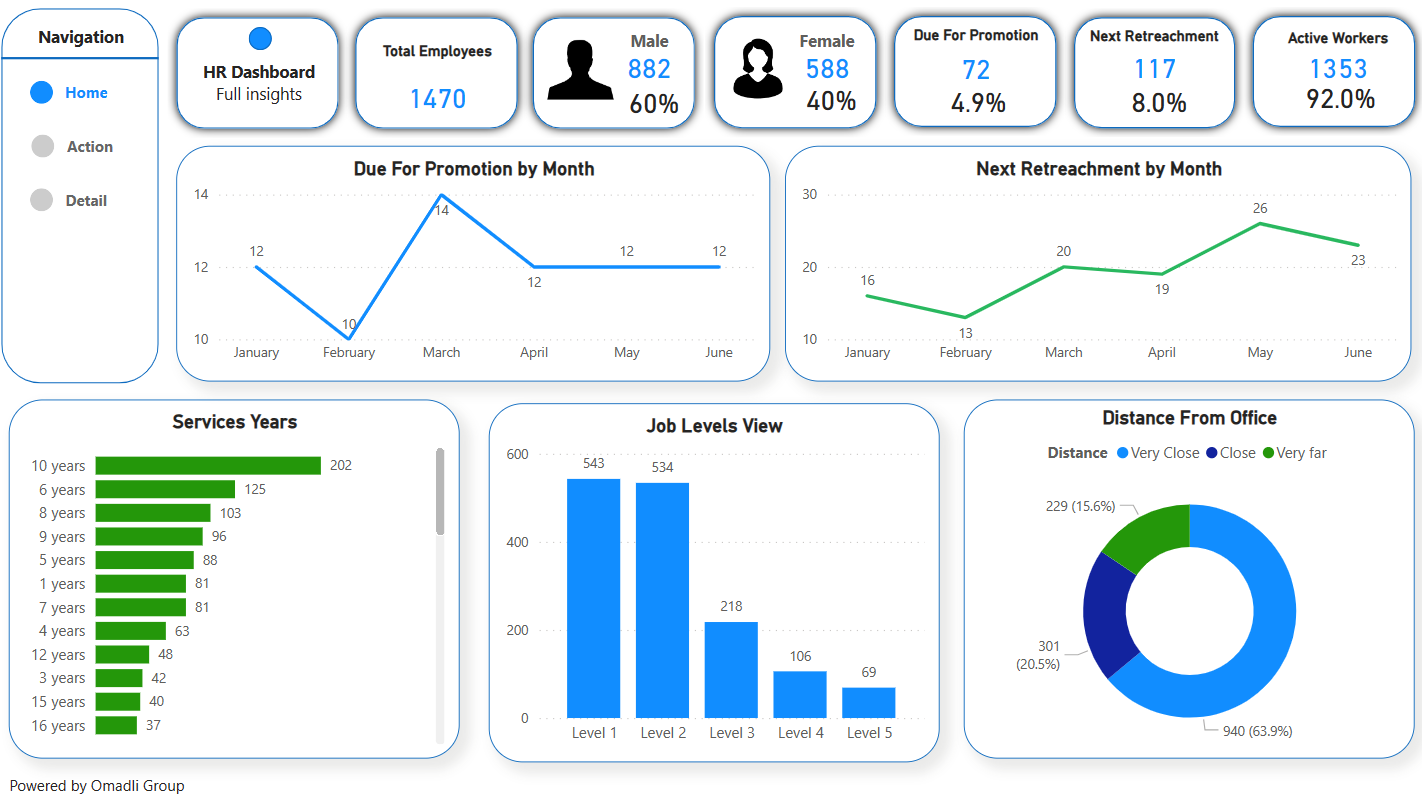 Navigation
Home
Action
Detail
HR Dashboard
Full insights
Total Employees
1470
Male
882
60%
Female
588
40%
Due For Promotion
72
4.9%
Next Retreachment
117
8.0%
Active Workers
1353
92.0%
Due For Promotion by Month
14
12
10
12
10
14
12
12
12
January February March April May June
Next Retreachment by Month
30
20
10
16
13
20
19
26
23
January February March April May June
Services Years
10 years 202
6 years 125
8 years 103
9 years 96
5 years 88
1 years 81
7 years 81
4 years 63
12 years 48
3 years 42
15 years 40
16 years 37
Job Levels View
600
400
200
0
543
534
218
106
69
Level 1 Level 2 Level 3 Level 4 Level 5
Distance From Office
Distance Very Close Close Very far
229 (15.6%)
301
(20.5%)
940 (63.9%)
Powered by Omadli Group